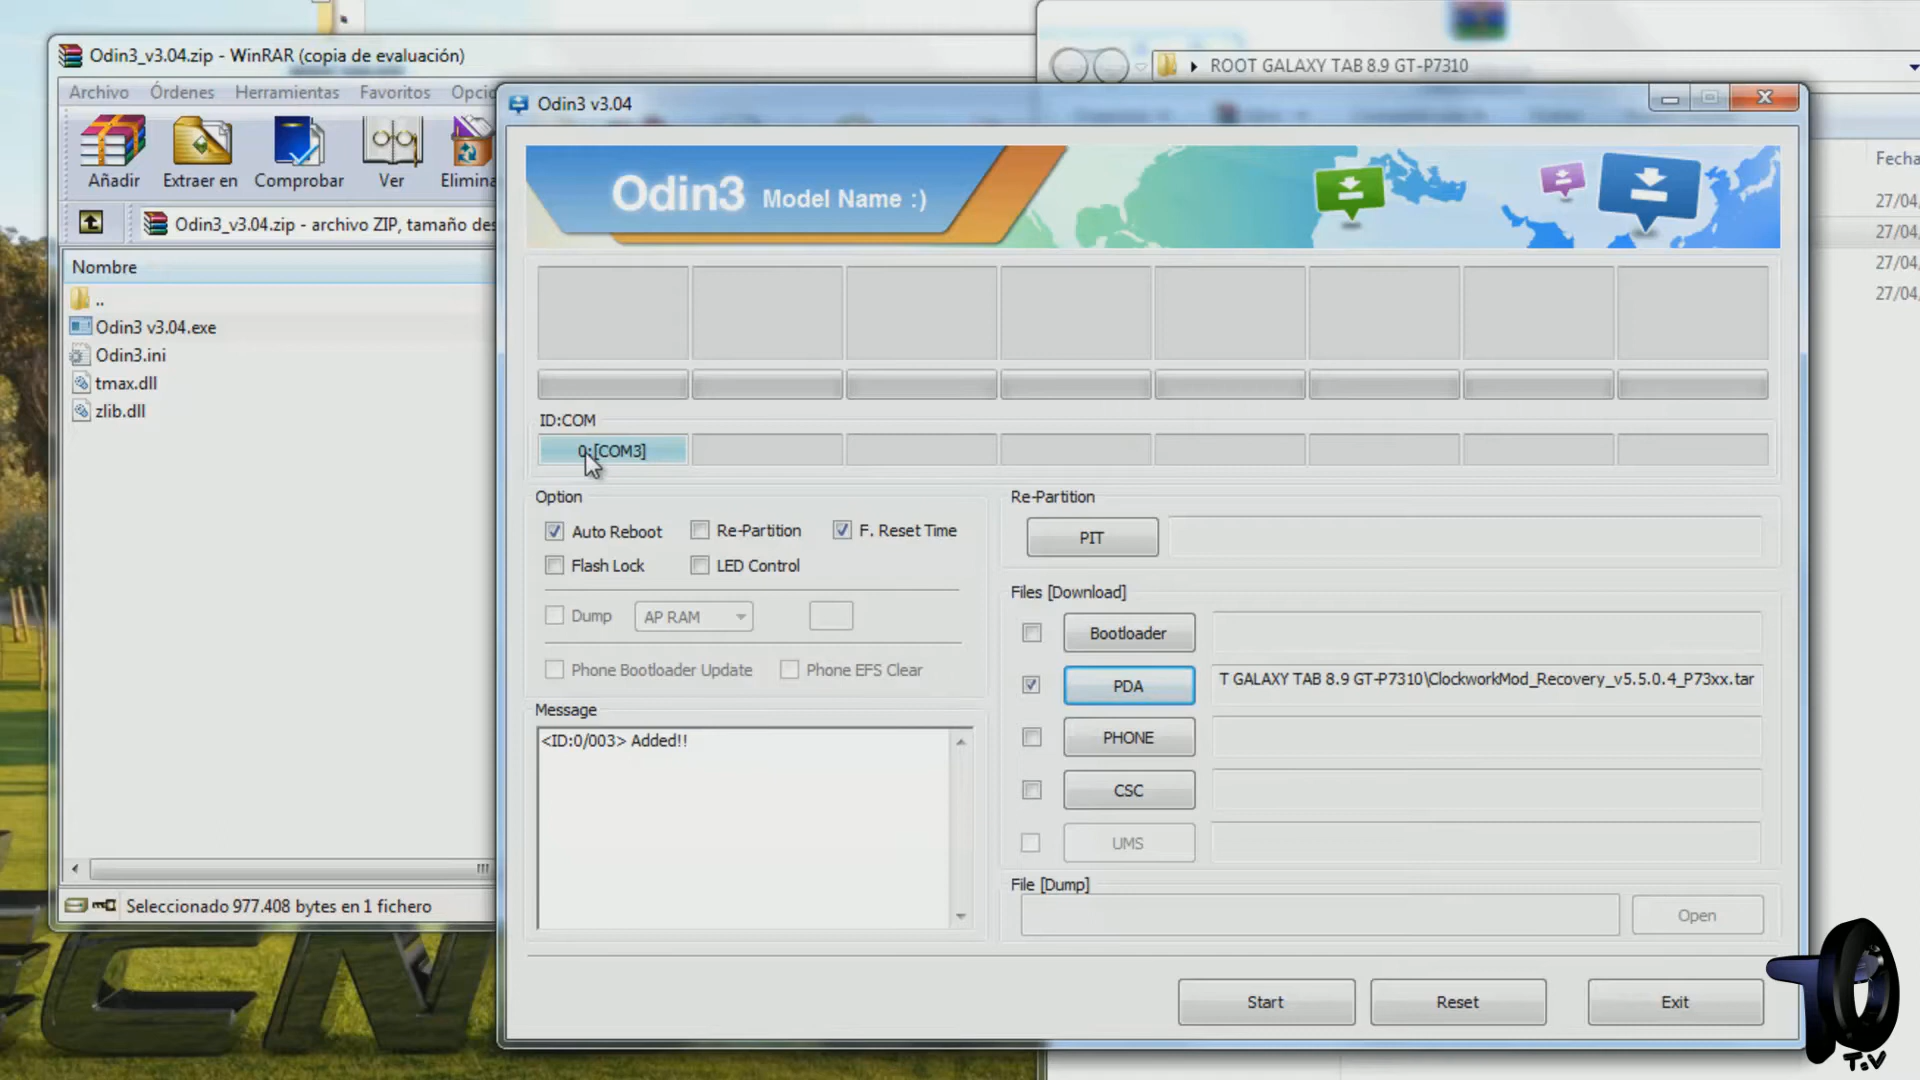 Odin3_v3.04.zip - WinRAR (copia de evaluación)
Archivo Órdenes Herramientas Favoritos Opcio
Añadir Extraer en Comprobar Ver Elimina
Odin3_v3.04.zip - archivo ZIP, tamaño des
Nombre
..
Odin3 v3.04.exe
Odin3.ini
tmax.dll
zlib.dll
Seleccionado 977.408 bytes en 1 fichero
ROOT GALAXY TAB 8.9 GT-P7310
Fecha
27/04,
27/04,
27/04,
27/04,
Odin3 v3.04
Odin3 Model Name :)
ID:COM
0:[COM3]
Option
Auto Reboot Re-Partition F. Reset Time
Flash Lock LED Control
Dump AP RAM
Phone Bootloader Update Phone EFS Clear
Message
<ID:0/003> Added!!
Re-Partition
PIT
Files [Download]
Bootloader
PDA T GALAXY TAB 8.9 GT-P7310\ClockworkMod_Recovery_v5.5.0.4_P73xx.tar
PHONE
CSC
UMS
File [Dump]
Open
Start Reset Exit
T.V